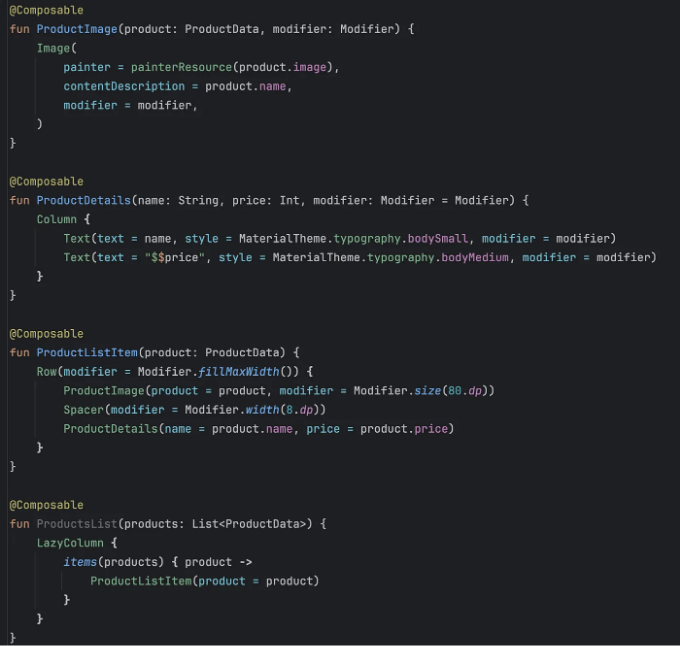 @Composable
fun ProductImage(product: ProductData, modifier: Modifier) {
    Image(
        painter = painterResource(product.image),
        contentDescription = product.name,
        modifier = modifier,
    )
}

@Composable
fun ProductDetails(name: String, price: Int, modifier: Modifier = Modifier) {
    Column {
        Text(text = name, style = MaterialTheme.typography.bodySmall, modifier = modifier)
        Text(text = "$$price", style = MaterialTheme.typography.bodyMedium, modifier = modifier)
    }
}

@Composable
fun ProductListItem(product: ProductData) {
    Row(modifier = Modifier.fillMaxWidth()) {
        ProductImage(product = product, modifier = Modifier.size(80.dp))
        Spacer(modifier = Modifier.width(8.dp))
        ProductDetails(name = product.name, price = product.price)
    }
}

@Composable
fun ProductsList(products: List<ProductData>) {
    LazyColumn {
        items(products) { product ->
            ProductListItem(product = product)
        }
    }
}